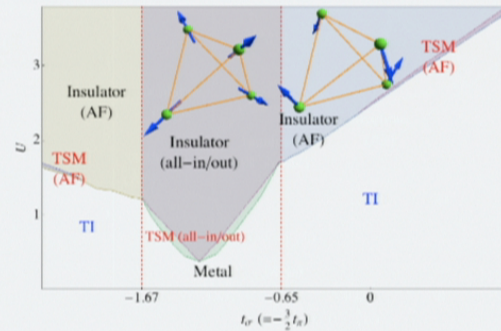 3
2
1
U
Insulator
(AF)
TSM
(AF)
TI
Insulator
(all−in/out)
TSM (all−in/out)
Metal
Insulator
(AF)
TSM
(AF)
TI
−1.67
−0.65
0
t_σ (=−3/2 t_π)